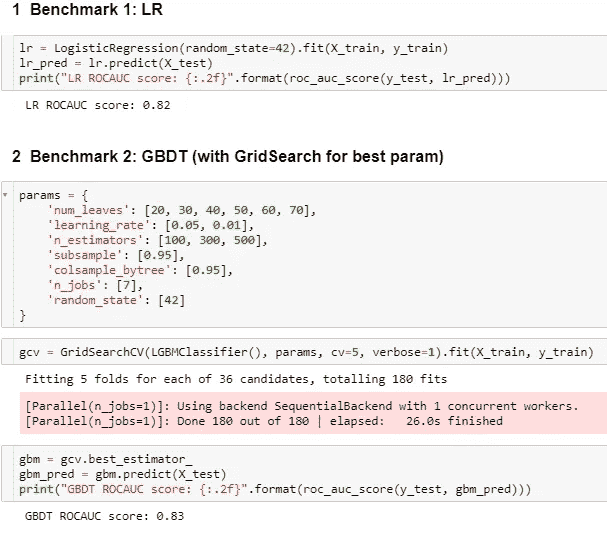 1 Benchmark 1: LR
lr = LogisticRegression(random_state=42).fit(X_train, y_train)
lr_pred = lr.predict(X_test)
print("LR ROCAUC score: {:.2f}".format(roc_auc_score(y_test, lr_pred)))
LR ROCAUC score: 0.82
2 Benchmark 2: GBDT (with GridSearch for best param)
params = {
    'num_leaves': [20, 30, 40, 50, 60, 70],
    'learning_rate': [0.05, 0.01],
    'n_estimators': [100, 300, 500],
    'subsample': [0.95],
    'colsample_bytree': [0.95],
    'n_jobs': [7],
    'random_state': [42]
}
gcv = GridSearchCV(LGBMClassifier(), params, cv=5, verbose=1).fit(X_train, y_train)
Fitting 5 folds for each of 36 candidates, totalling 180 fits
[Parallel(n_jobs=1)]: Using backend SequentialBackend with 1 concurrent workers.
[Parallel(n_jobs=1)]: Done 180 out of 180 | elapsed:   26.0s finished
gbm = gcv.best_estimator_
gbm_pred = gbm.predict(X_test)
print("GBDT ROCAUC score: {:.2f}".format(roc_auc_score(y_test, gbm_pred)))
GBDT ROCAUC score: 0.83